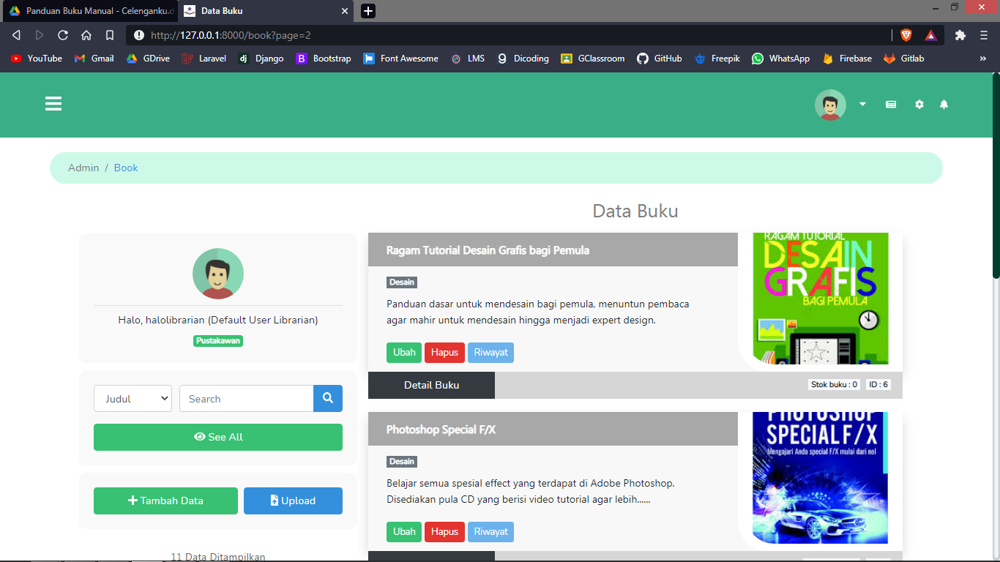 Panduan Buku Manual - Celenganku.d
Data Buku
http://127.0.0.1:8000/book?page=2
YouTube Gmail GDrive Laravel Django Bootstrap Font Awesome LMS Dicoding GClassroom GitHub Freepik WhatsApp Firebase Gitlab »
Admin / Book
Data Buku
Halo, halolibrarian (Default User Librarian)
Pustakawan
Judul Search
See All
Tambah Data Upload
11 Data Ditampilkan
Ragam Tutorial Desain Grafis bagi Pemula
Desain
Panduan dasar untuk mendesain bagi pemula, menuntun pembaca
agar mahir untuk mendesain hingga menjadi expert design.
Ubah Hapus Riwayat
Detail Buku Stok buku : 0 ID : 6
RAGAM TUTORIAL
DESAIN
GRAFIS
BAGI PEMULA
Photoshop Special F/X
Desain
Belajar semua spesial effect yang terdapat di Adobe Photoshop.
Disediakan pula CD yang berisi video tutorial agar lebih......
Ubah Hapus Riwayat
PHOTOSHOP
SPECIAL F/X
Mengajari Anda special F/X mulai dari nol